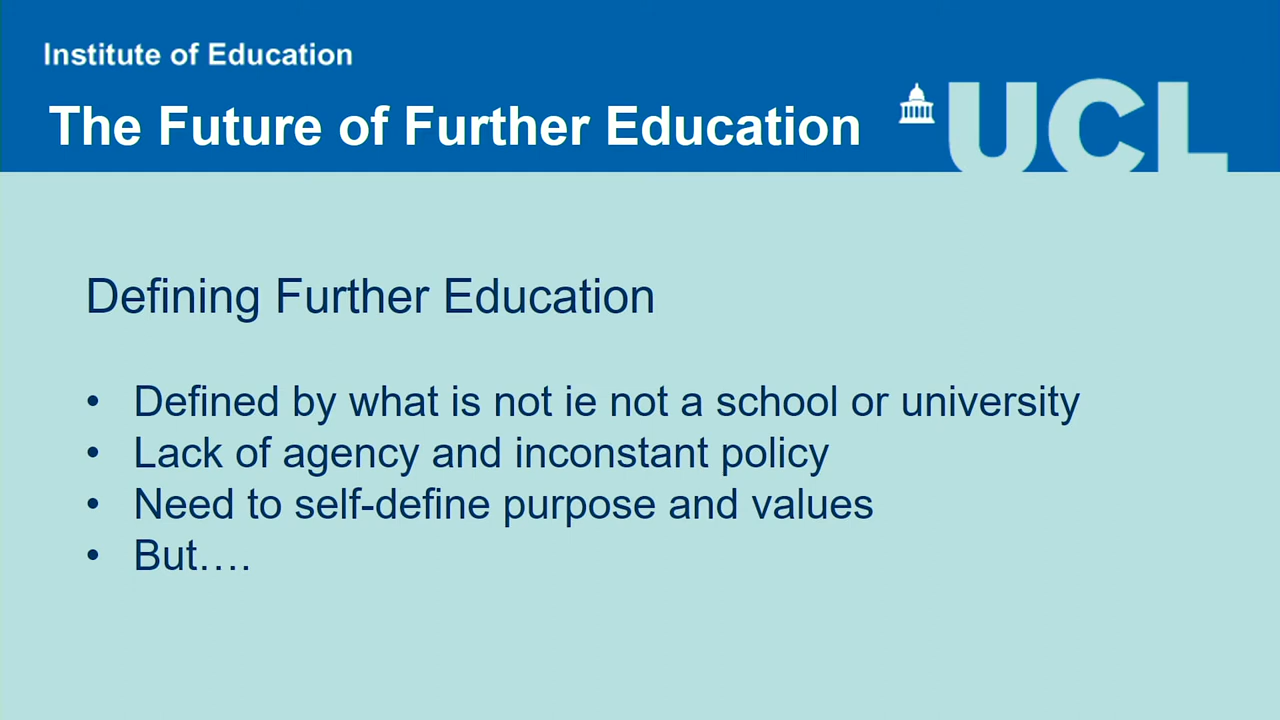 Institute of Education
The Future of Further Education
UCL
Defining Further Education
• Defined by what is not ie not a school or university
• Lack of agency and inconstant policy
• Need to self-define purpose and values
• But….